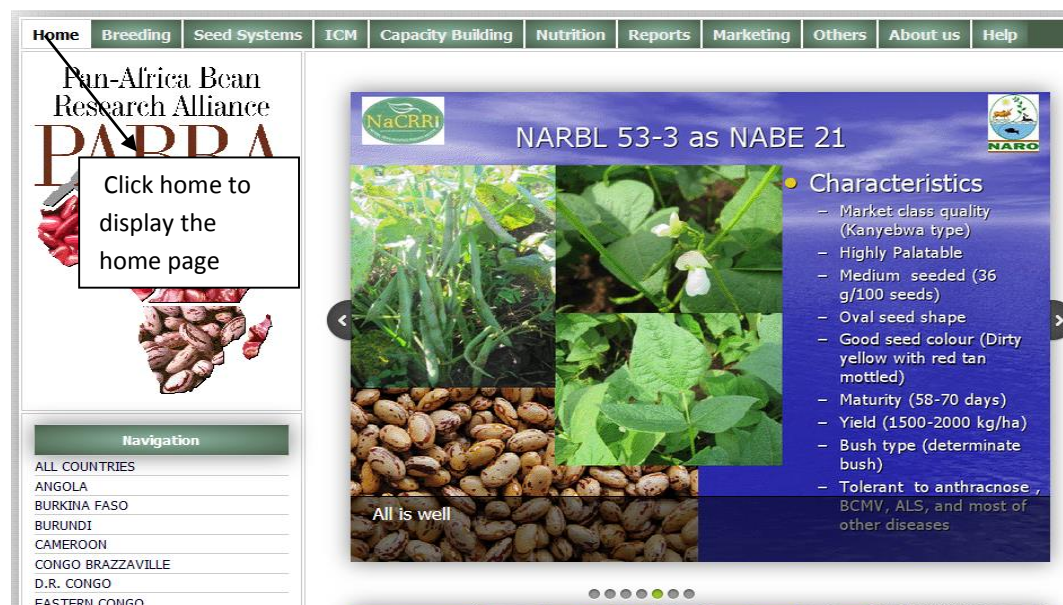 Home Breeding Seed Systems ICM Capacity Building Nutrition Reports Marketing Others About us Help
Pan-Africa Bean
Research Alliance
PABRA
Click home to
display the
home page
Navigation
ALL COUNTRIES
ANGOLA
BURKINA FASO
BURUNDI
CAMEROON
CONGO BRAZZAVILLE
D.R. CONGO
EASTERN CONGO
NaCRRI
NARO
NARBL 53-3 as NABE 21
• Characteristics
– Market class quality
(Kanyebwa type)
– Highly Palatable
– Medium seeded (36
g/100 seeds)
– Oval seed shape
– Good seed colour (Dirty
yellow with red tan
mottled)
– Maturity (58-70 days)
– Yield (1500-2000 kg/ha)
– Bush type (determinate
bush)
– Tolerant to anthracnose ,
BCMV, ALS, and most of
other diseases
All is well